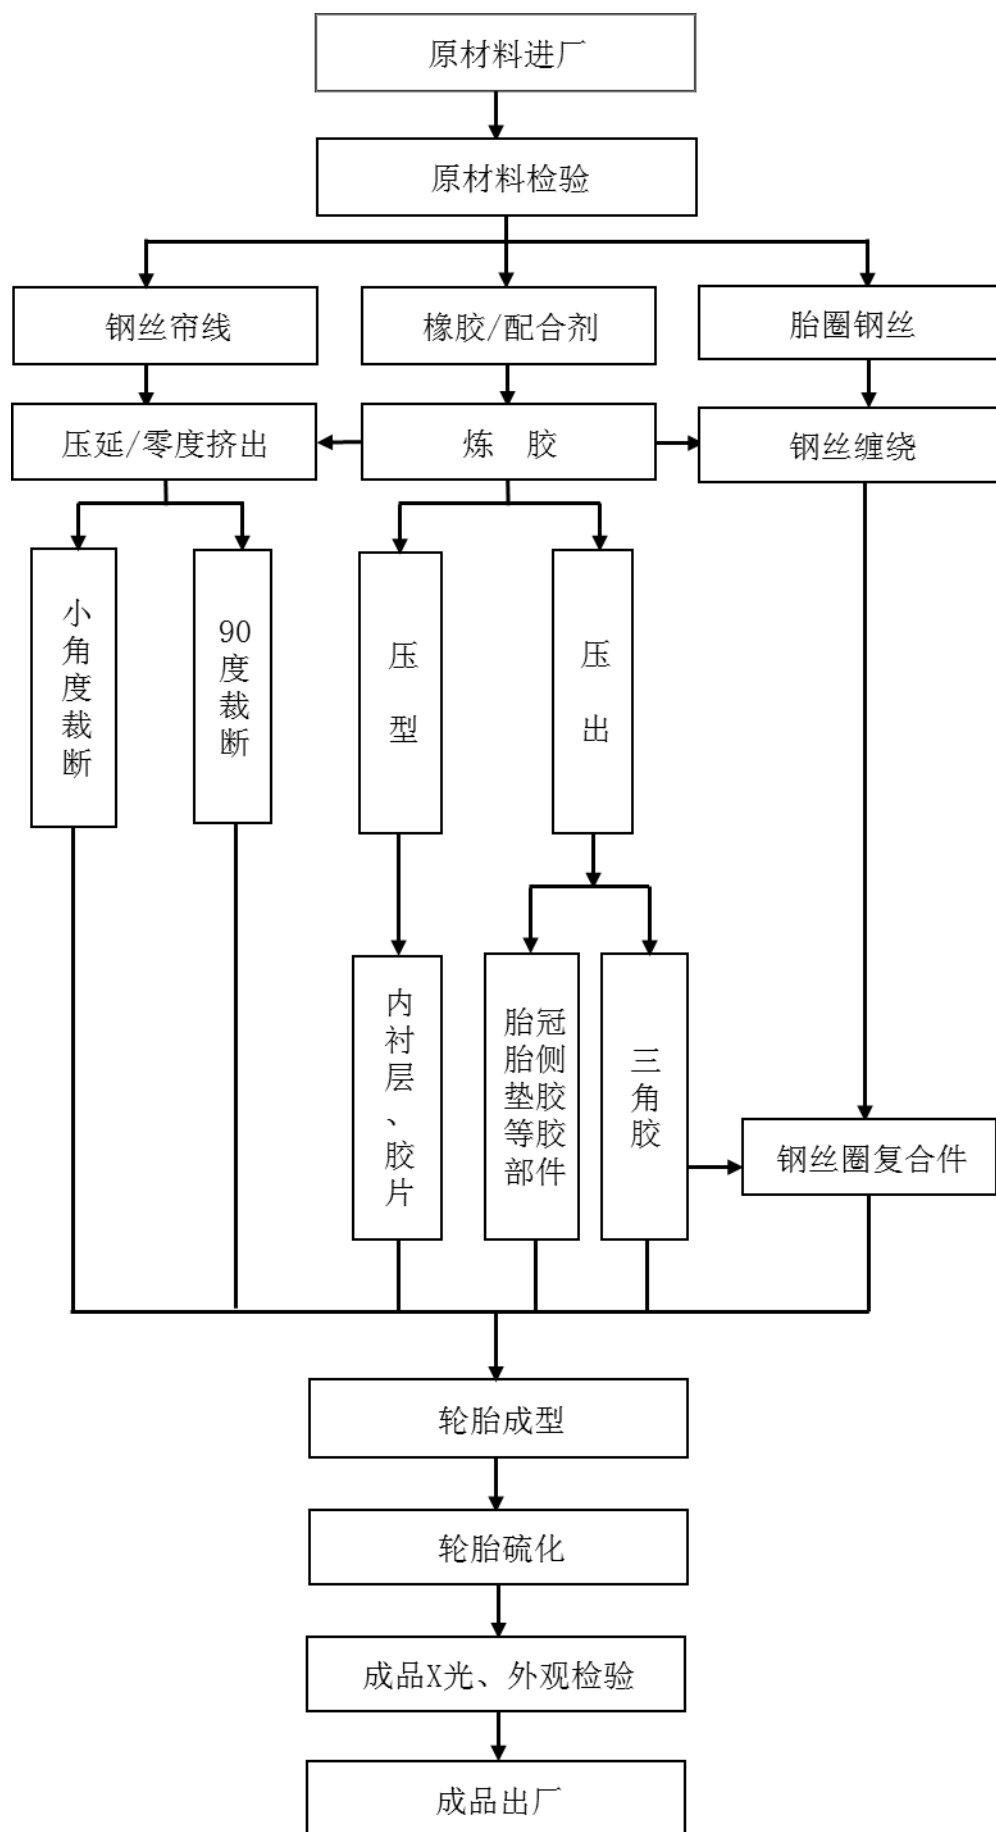 原材料进厂
原材料检验
钢丝帘线
橡胶/配合剂
胎圈钢丝
压延/零度挤出
炼 胶
钢丝缠绕
小角度裁断
90度裁断
压型
压出
内衬层、胶片
胎冠
胎侧
垫胶
等胶
部件
三角胶
钢丝圈复合件
轮胎成型
轮胎硫化
成品X光、外观检验
成品出厂